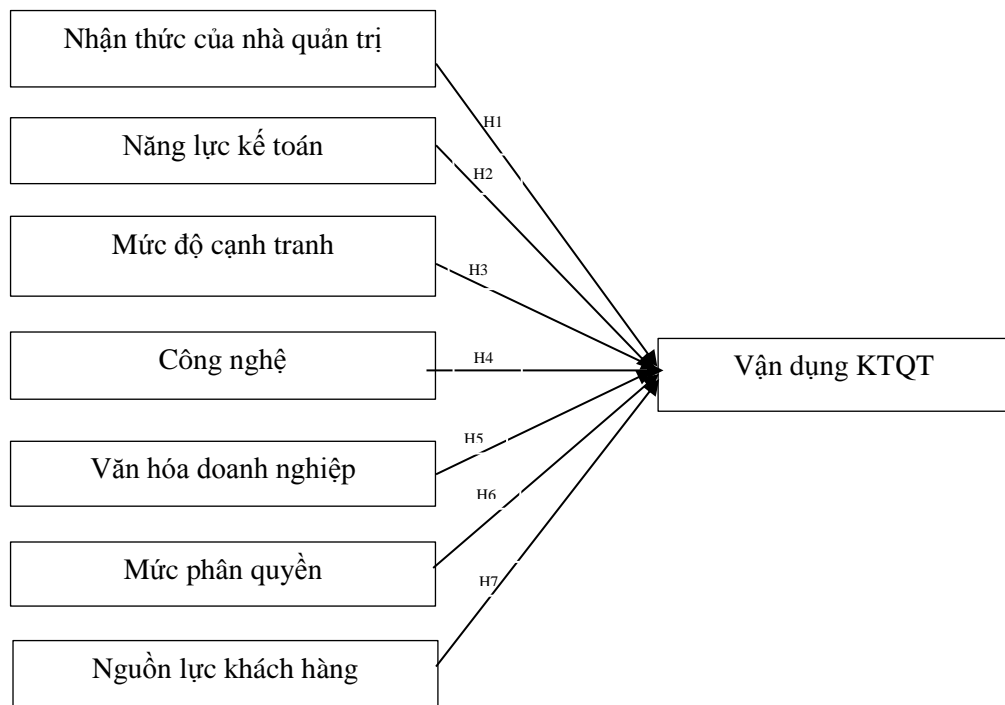 Nhận thức của nhà quản trị
H1
Năng lực kế toán
H2
Mức độ cạnh tranh
H3
Công nghệ
H4
Vận dụng KTQT
Văn hóa doanh nghiệp
H5
Mức phân quyền
H6
Nguồn lực khách hàng
H7